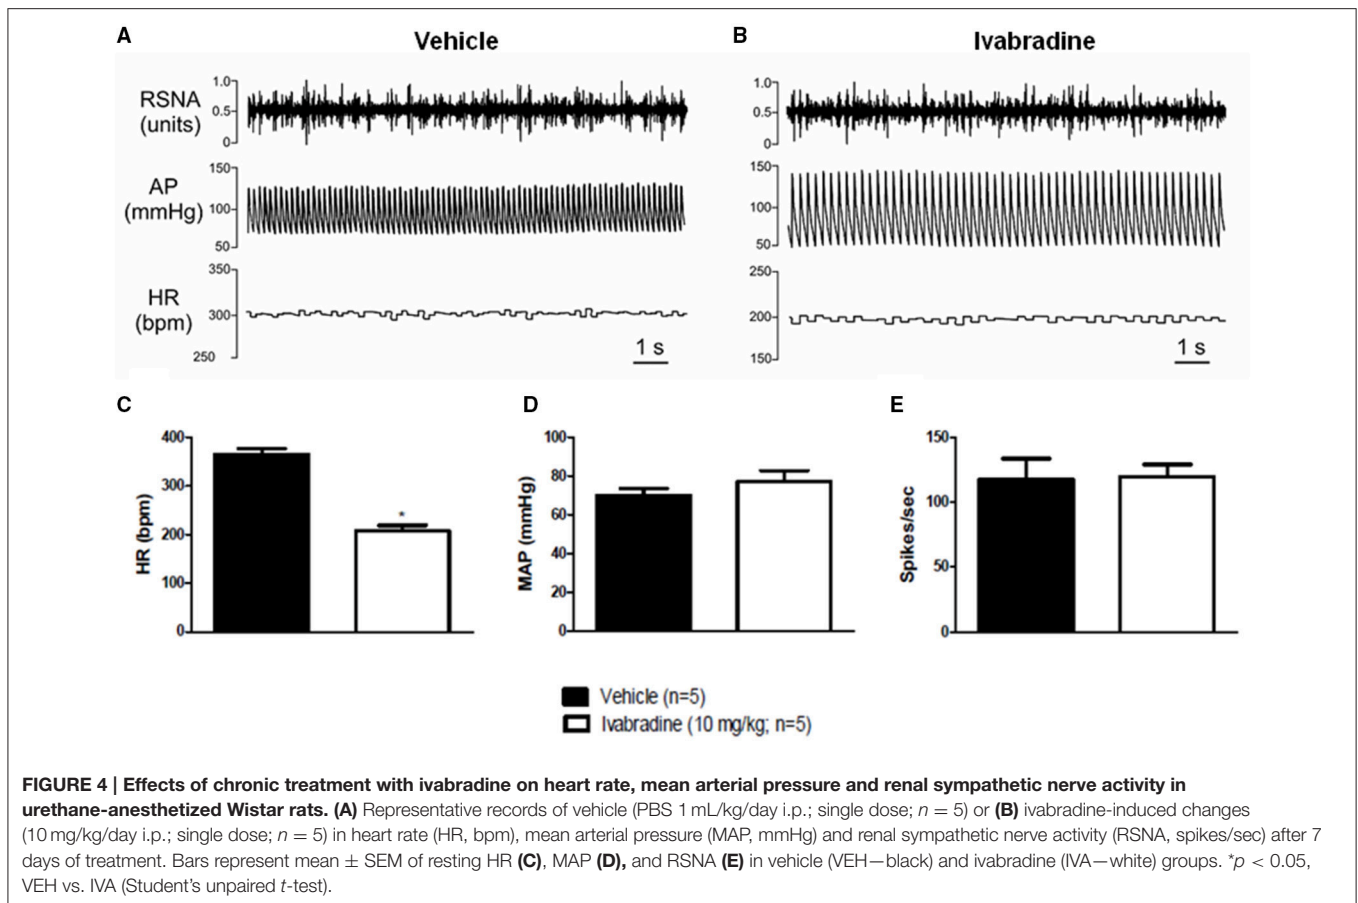 A
Vehicle
B
Ivabradine
RSNA
(units)
1.0
0.5
0
1.0
0.5
0
AP
(mmHg)
150
100
50
150
100
50
HR
(bpm)
350
300
250
250
200
150
1 s
1 s
C
HR (bpm)
400
300
200
100
0
*
D
MAP (mmHg)
100
80
60
40
20
0
E
Spikes/sec
150
100
50
0
Vehicle (n=5)
Ivabradine (10 mg/kg; n=5)
FIGURE 4 | Effects of chronic treatment with ivabradine on heart rate, mean arterial pressure and renal sympathetic nerve activity in
urethane-anesthetized Wistar rats. (A) Representative records of vehicle (PBS 1 mL/kg/day i.p.; single dose; n = 5) or (B) ivabradine-induced changes
(10 mg/kg/day i.p.; single dose; n = 5) in heart rate (HR, bpm), mean arterial pressure (MAP, mmHg) and renal sympathetic nerve activity (RSNA, spikes/sec) after 7
days of treatment. Bars represent mean ± SEM of resting HR (C), MAP (D), and RSNA (E) in vehicle (VEH—black) and ivabradine (IVA—white) groups. *p < 0.05,
VEH vs. IVA (Student's unpaired t-test).